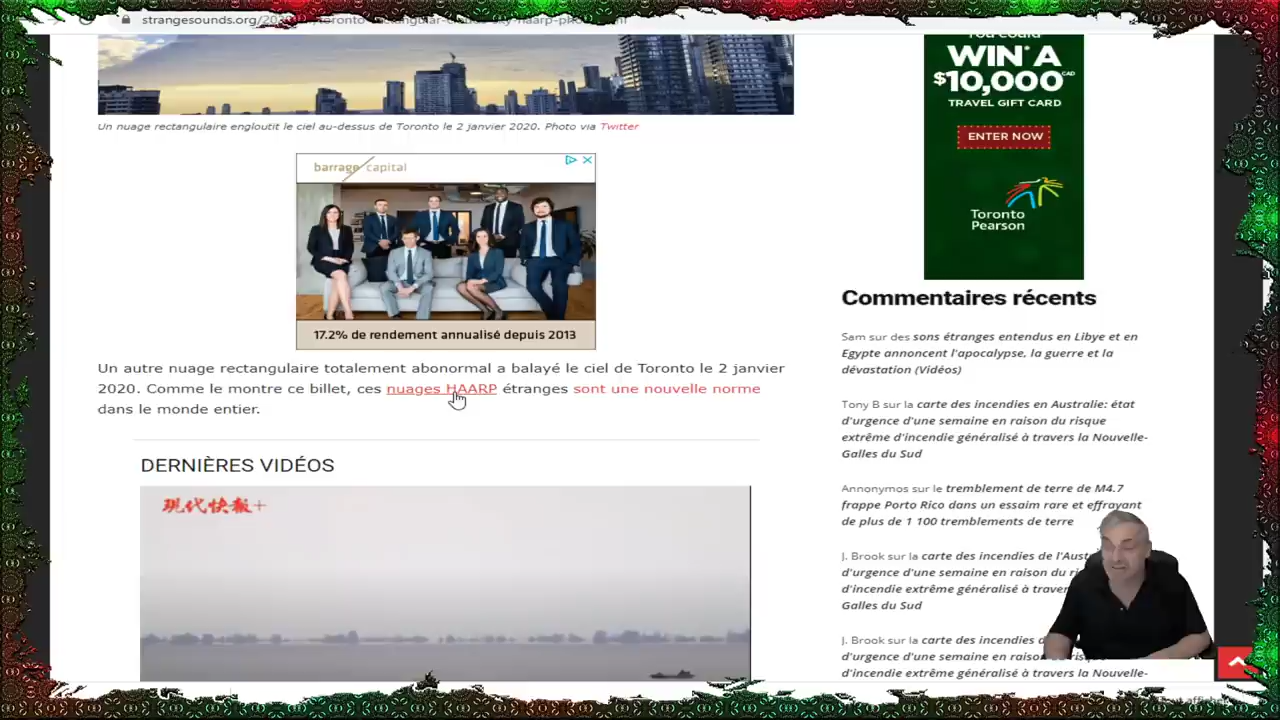 strangesounds.org/20
Un nuage rectangulaire engloutit le ciel au-dessus de Toronto le 2 janvier 2020. Photo via Twitter
barrage capital
17.2% de rendement annualisé depuis 2013
Un autre nuage rectangulaire totalement abonormal a balayé le ciel de Toronto le 2 janvier
2020. Comme le montre ce billet, ces nuages HAARP étranges sont une nouvelle norme
dans le monde entier.
DERNIÈRES VIDÉOS
現代快報+
You could
WIN A
$10,000 CAD
TRAVEL GIFT CARD
ENTER NOW
Toronto
Pearson
Commentaires récents
Sam sur des sons étranges entendus en Libye et en
Egypte annoncent l'apocalypse, la guerre et la
dévastation (Vidéos)
Tony B sur la carte des incendies en Australie: état
d'urgence d'une semaine en raison du risque
extrême d'incendie généralisé à travers la Nouvelle-
Galles du Sud
Annonymos sur le tremblement de terre de M4.7
frappe Porto Rico dans un essaim rare et effrayant
de plus de 1 100 tremblements de terre
J. Brook sur la carte des incendies de l'Aust
d'urgence d'une semaine en raison du ri
d'incendie extrême généralisé à traver
Galles du Sud
J. Brook sur la carte des incendies d
d'urgence d'une semaine en raiso
d'incendie extrême généralisé à travers la Nouvelle-